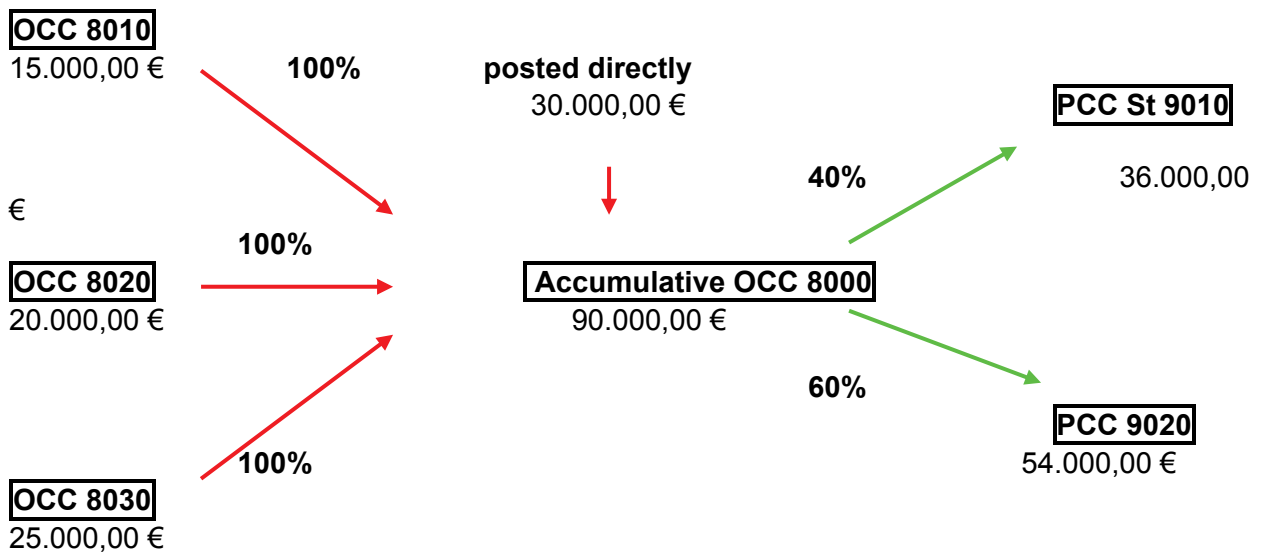 OCC 8010
15.000,00 € 100% posted directly
30.000,00 €
PCC St 9010
40% 36.000,00
€
100%
OCC 8020 Accumulative OCC 8000
20.000,00 € 90.000,00 €
60%
PCC 9020
100% 54.000,00 €
OCC 8030
25.000,00 €